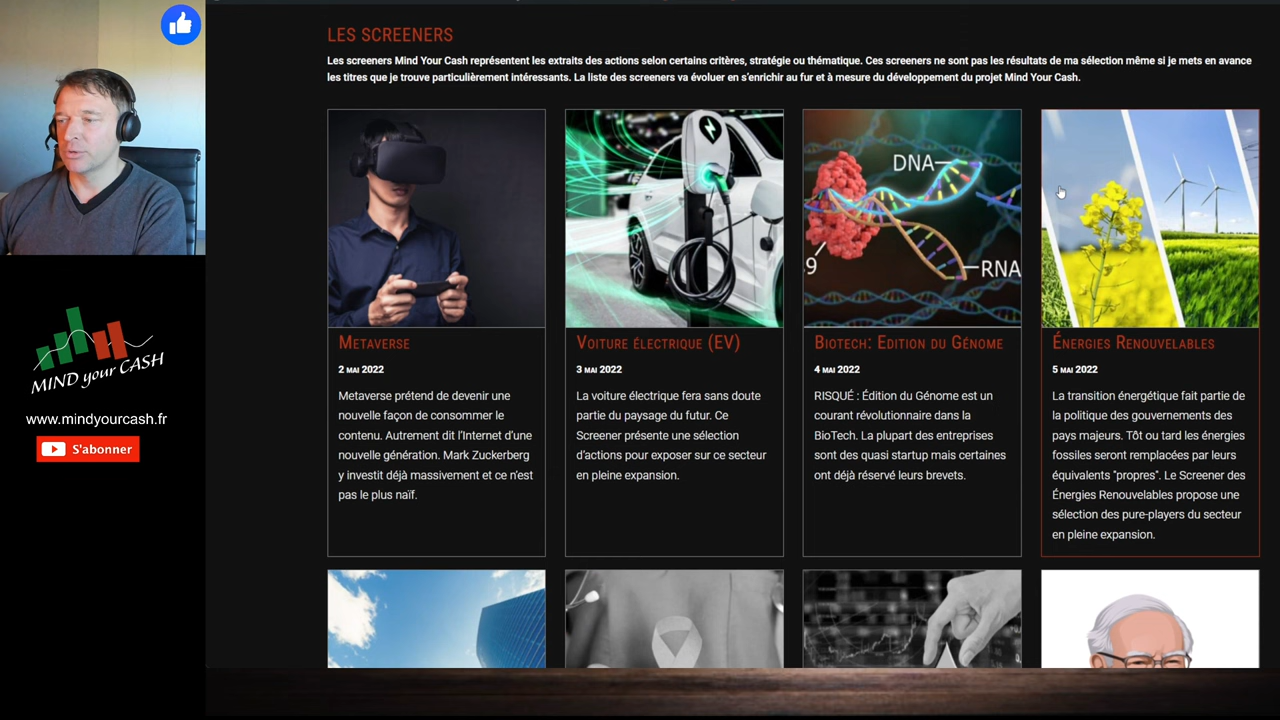 LES SCREENERS
Les screeners Mind Your Cash représentent les extraits des actions selon certains critères, stratégie ou thématique. Ces screeners ne sont pas les résultats de ma sélection même si je mets en avance
les titres que je trouve particulièrement intéressants. La liste des screeners va évoluer en s'enrichir au fur et à mesure du développement du projet Mind Your Cash.
DNA
9
RNA
Metaverse
2 mai 2022
Metaverse prétend de devenir une
nouvelle façon de consommer le
contenu. Autrement dit l'Internet d'une
nouvelle génération. Mark Zuckerberg
y investit déjà massivement et ce n'est
pas le plus naïf.
Voiture électrique (EV)
3 mai 2022
La voiture électrique fera sans doute
partie du paysage du futur. Ce
Screener présente une sélection
d'actions pour exposer sur ce secteur
en pleine expansion.
Biotech: Edition du Génome
4 mai 2022
RISQUÉ : Édition du Génome est un
courant révolutionnaire dans la
BioTech. La plupart des entreprises
sont des quasi startup mais certaines
ont déjà réservé leurs brevets.
Énergies Renouvelables
5 mai 2022
La transition énergétique fait partie de
la politique des gouvernements des
pays majeurs. Tôt ou tard les énergies
fossiles seront remplacées par leurs
équivalents "propres". Le Screener des
Énergies Renouvelables propose une
sélection des pure-players du secteur
en pleine expansion.
MIND your CASH
www.mindyourcash.fr
S'abonner